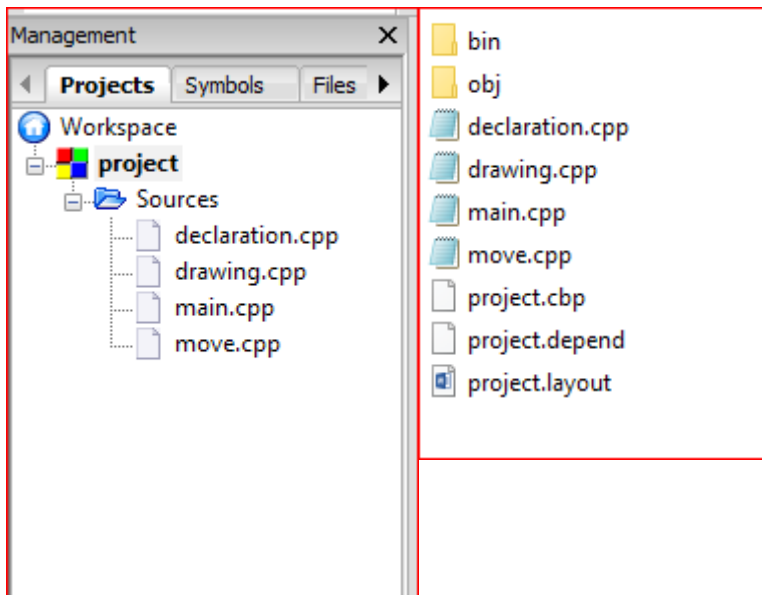 Management
Projects Symbols Files
Workspace
project
Sources
declaration.cpp
drawing.cpp
main.cpp
move.cpp
bin
obj
declaration.cpp
drawing.cpp
main.cpp
move.cpp
project.cbp
project.depend
project.layout